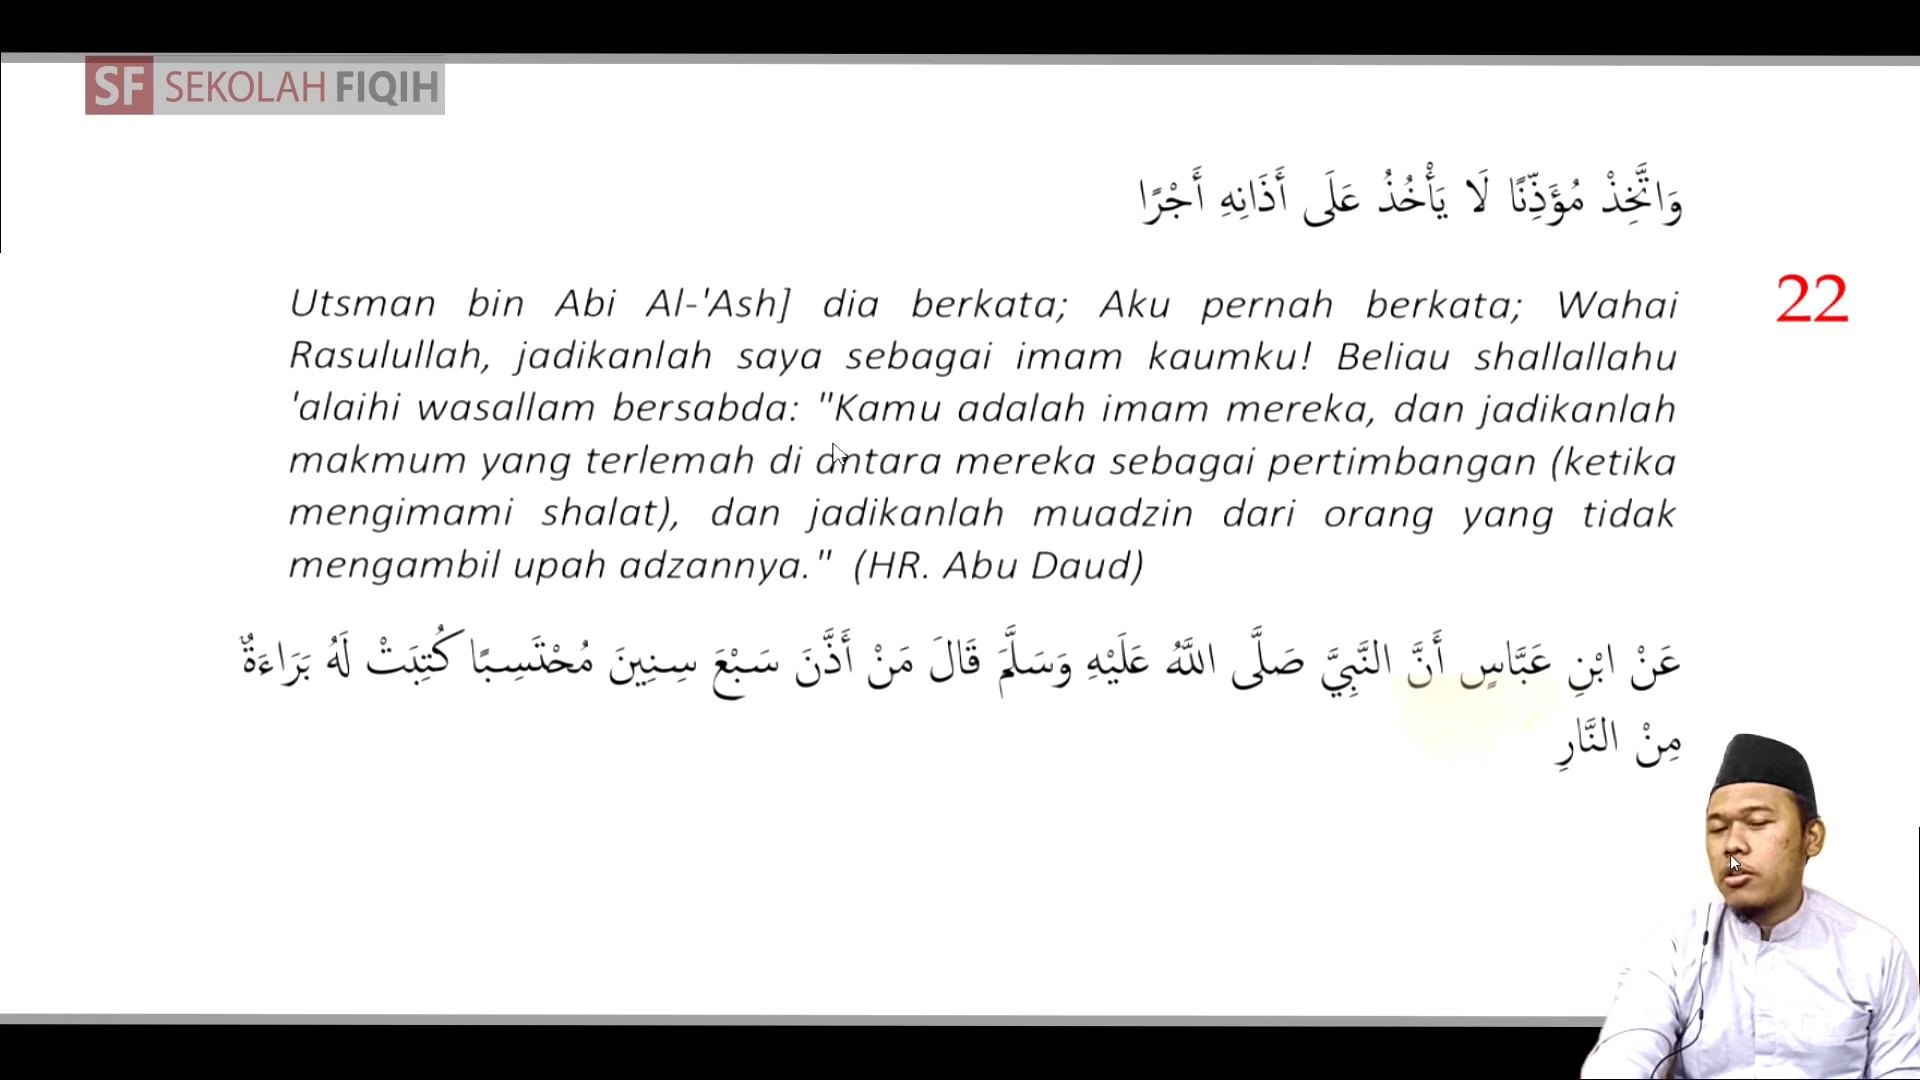 SF SEKOLAH FIQIH
وَاتَّخِذْ مُؤَذِّنًا لَا يَأْخُذُ عَلَى أَذَانِهِ أَجْرًا
Utsman bin Abi Al-'Ash] dia berkata; Aku pernah berkata; Wahai
22
Rasulullah, jadikanlah saya sebagai imam kaumku! Beliau shallallahu
'alaihi wasallam bersabda: "Kamu adalah imam mereka, dan jadikanlah
makmum yang terlemah di antara mereka sebagai pertimbangan (ketika
mengimami shalat), dan jadikanlah muadzin dari orang yang tidak
mengambil upah adzannya." (HR. Abu Daud)
عَنْ ابْنِ عَبَّاسٍ أَنَّ النَّبِيَّ صَلَّى اللَّهُ عَلَيْهِ وَسَلَّمَ قَالَ مَنْ أَذَّنَ سَبْعَ سِنِينَ مُحْتَسِبًا كُتِبَتْ لَهُ بَرَاءَةٌ
مِنْ النَّارِ